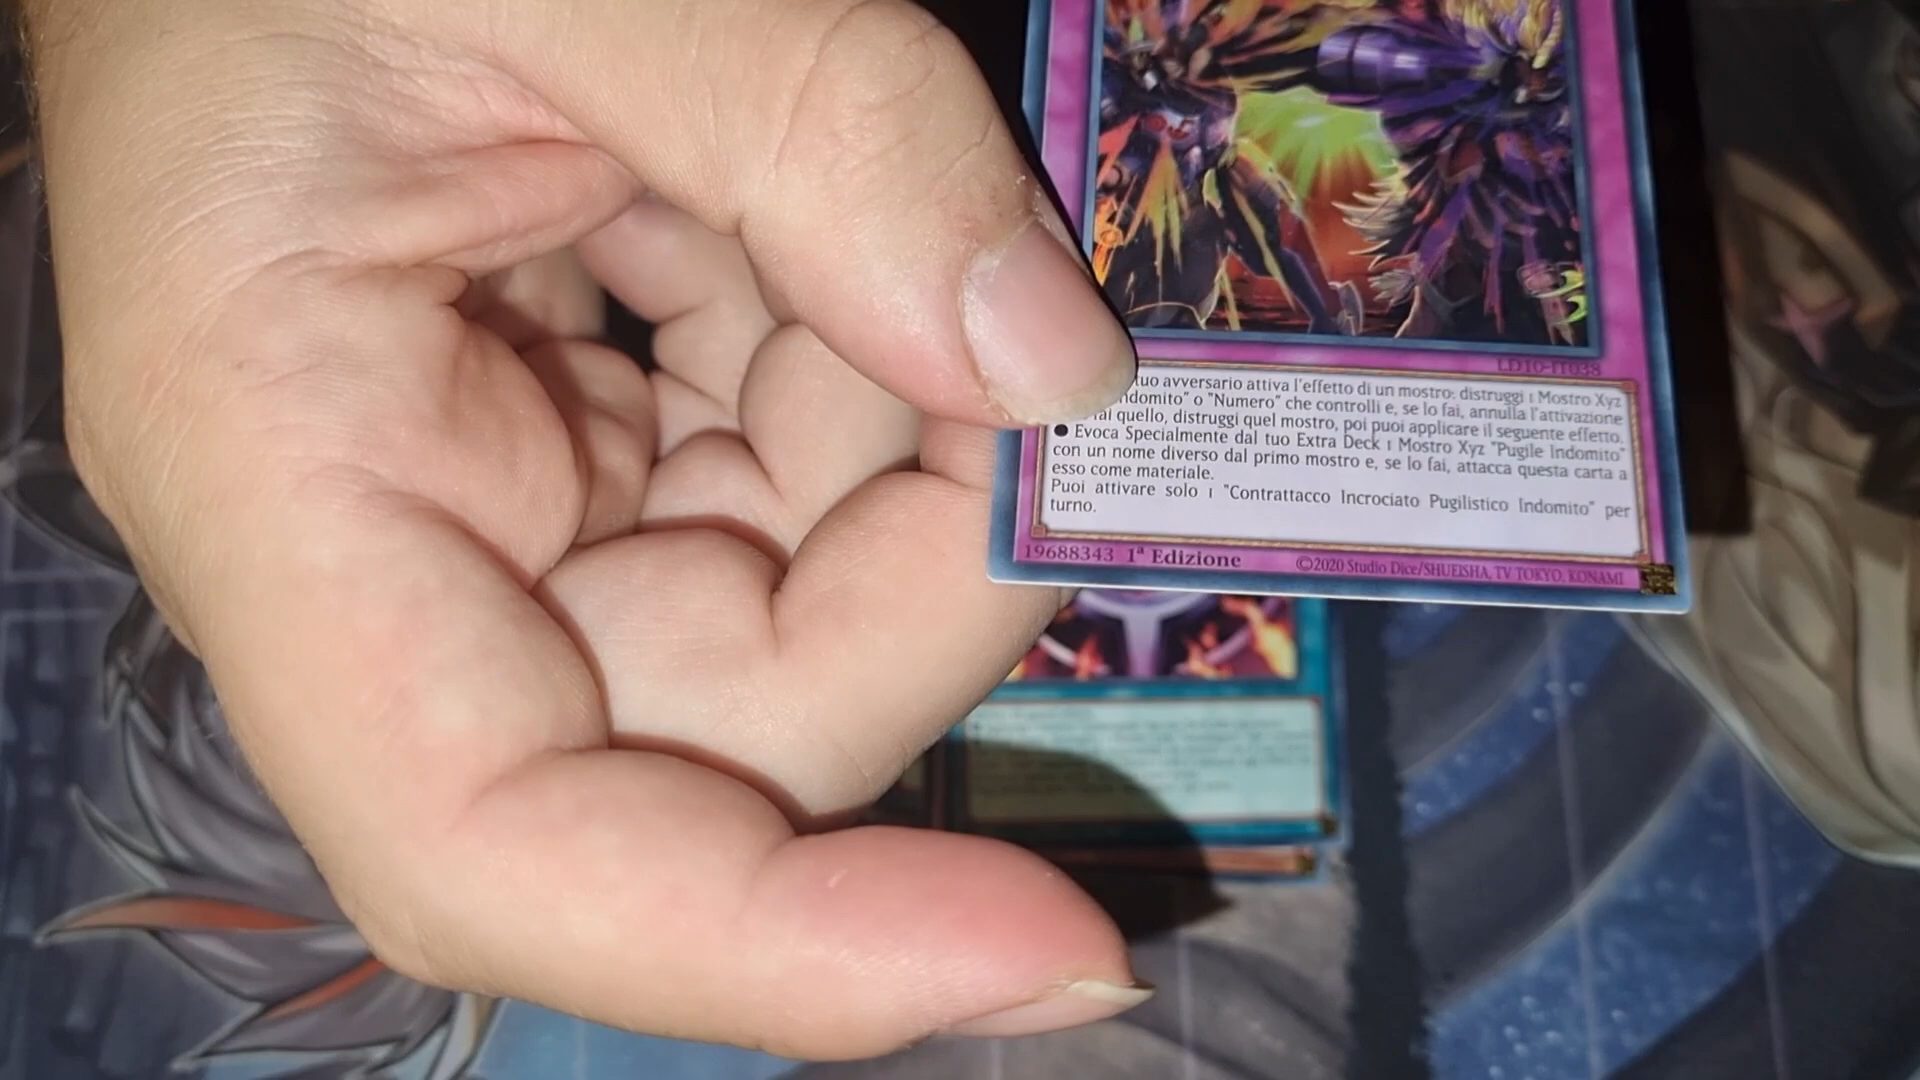 LD10-IT038
tuo avversario attiva l'effetto di un mostro: distruggi 1 Mostro Xyz
ndomito" o "Numero" che controlli e, se lo fai, annulla l'attivazione
fai quello, distruggi quel mostro, poi puoi applicare il seguente effetto.
● Evoca Specialmente dal tuo Extra Deck 1 Mostro Xyz "Pugile Indomito"
con un nome diverso dal primo mostro e, se lo fai, attacca questa carta a
esso come materiale.
Puoi attivare solo 1 "Contrattacco Incrociato Pugilistico Indomito" per
turno.
19688343 1ª Edizione ©2020 Studio Dice/SHUEISHA, TV TOKYO, KONAMI